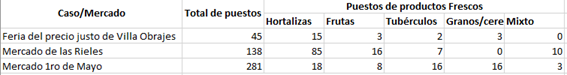 Caso/Mercado Total de puestos Puestos de productos Frescos
Hortalizas Frutas Tubérculos Granos/cere Mixto
Feria del precio justo de Villa Obrajes 45 15 3 2 3 0
Mercado de las Rieles 138 85 16 7 0 10
Mercado 1ro de Mayo 281 18 8 16 16 3